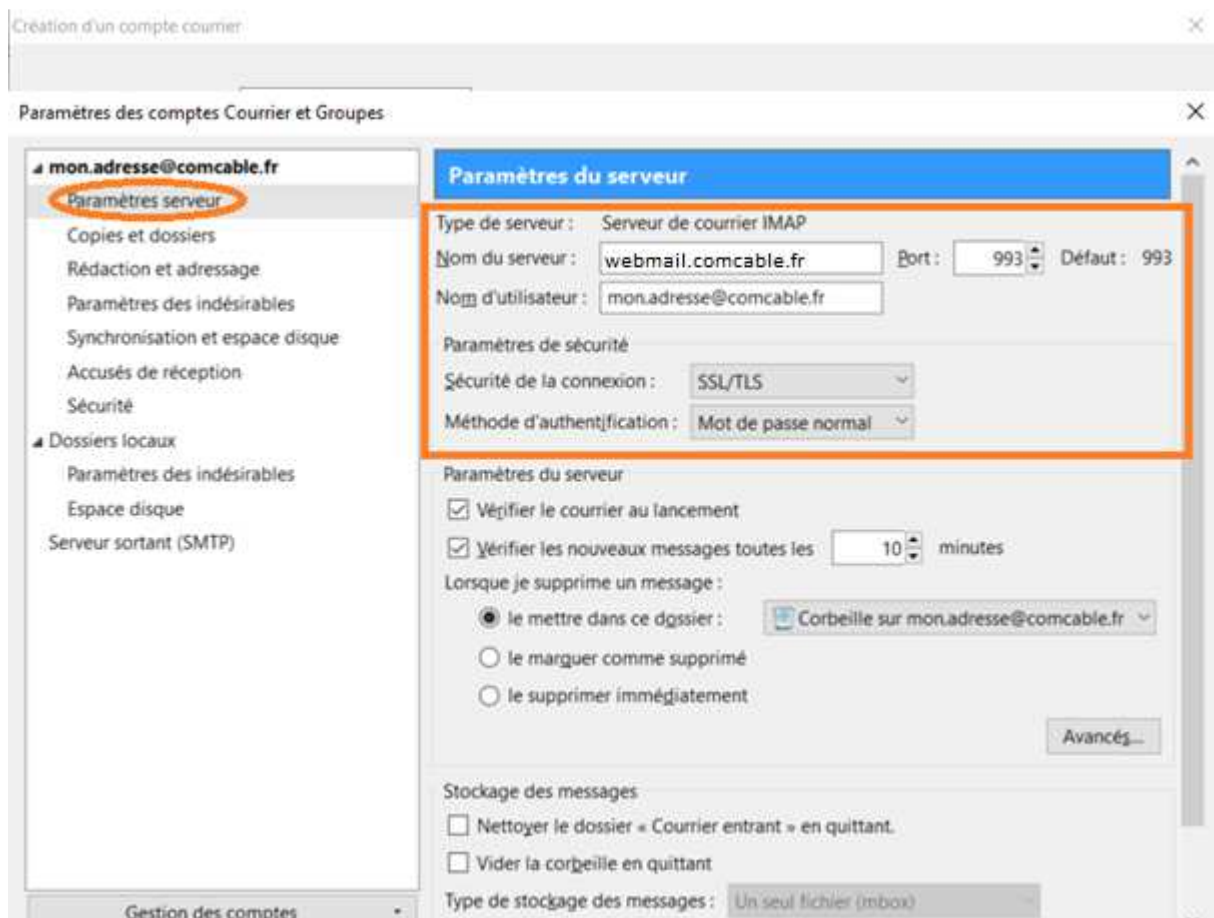 Création d'un compte courrier
Paramètres des comptes Courrier et Groupes
mon.adresse@comcable.fr
Paramètres serveur
Copies et dossiers
Rédaction et adressage
Paramètres des indésirables
Synchronisation et espace disque
Accusés de réception
Sécurité
Dossiers locaux
Paramètres des indésirables
Espace disque
Serveur sortant (SMTP)
Gestion des comptes
Paramètres du serveur
Type de serveur : Serveur de courrier IMAP
Nom du serveur : webmail.comcable.fr Port : 993 Défaut : 993
Nom d'utilisateur : mon.adresse@comcable.fr
Paramètres de sécurité
Sécurité de la connexion : SSL/TLS
Méthode d'authentification : Mot de passe normal
Paramètres du serveur
Vérifier le courrier au lancement
Vérifier les nouveaux messages toutes les 10 minutes
Lorsque je supprime un message :
le mettre dans ce dossier : Corbeille sur mon.adresse@comcable.fr
le marquer comme supprimé
le supprimer immédiatement
Avancés...
Stockage des messages
Nettoyer le dossier « Courrier entrant » en quittant.
Vider la corbeille en quittant
Type de stockage des messages : Un seul fichier (mbox)